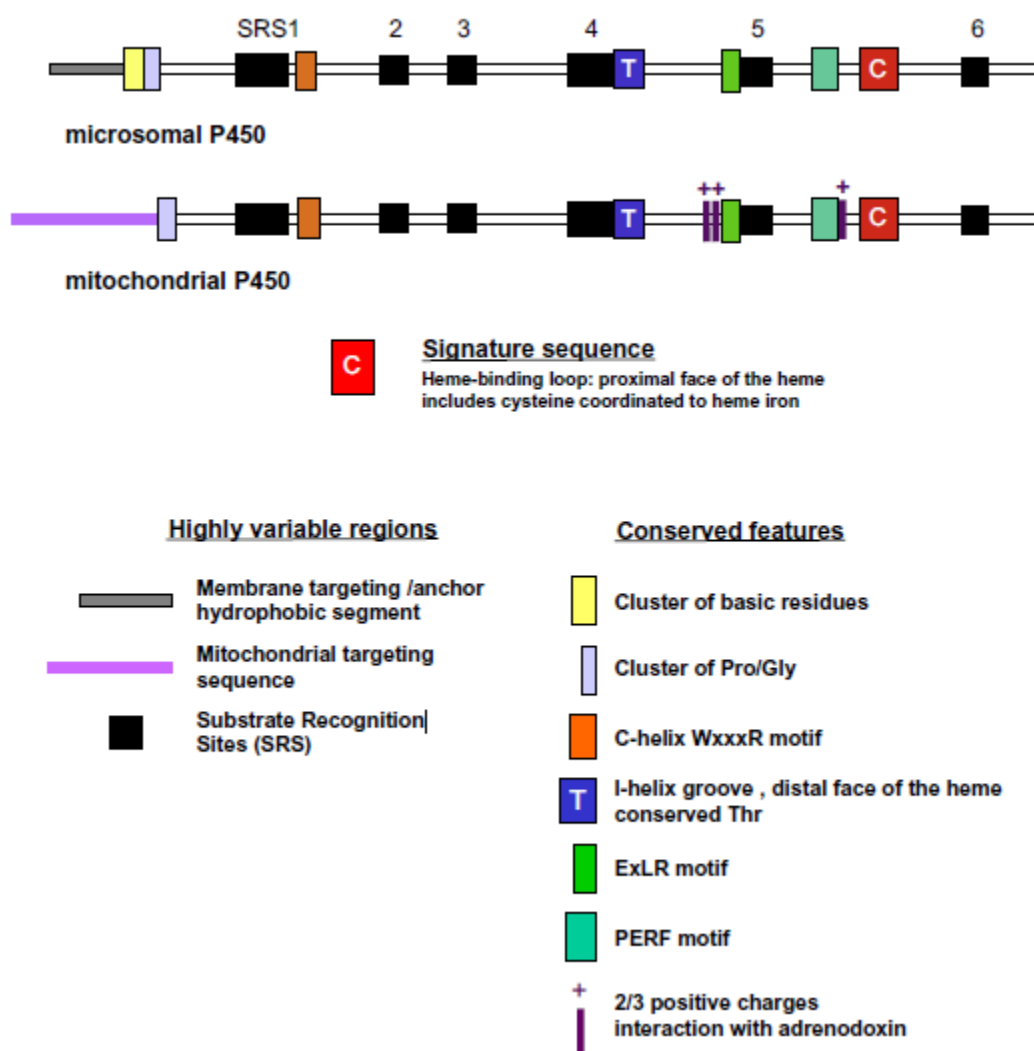 SRS1 2 3 4 5 6
T C
microsomal P450
++ +
T C
mitochondrial P450
C
Signature sequence
Heme-binding loop: proximal face of the heme
includes cysteine coordinated to heme iron
Highly variable regions
Membrane targeting /anchor
hydrophobic segment
Mitochondrial targeting
sequence
Substrate Recognition
Sites (SRS)
Conserved features
Cluster of basic residues
Cluster of Pro/Gly
C-helix WxxxR motif
T
I-helix groove , distal face of the heme
conserved Thr
ExLR motif
PERF motif
+
2/3 positive charges
interaction with adrenodoxin